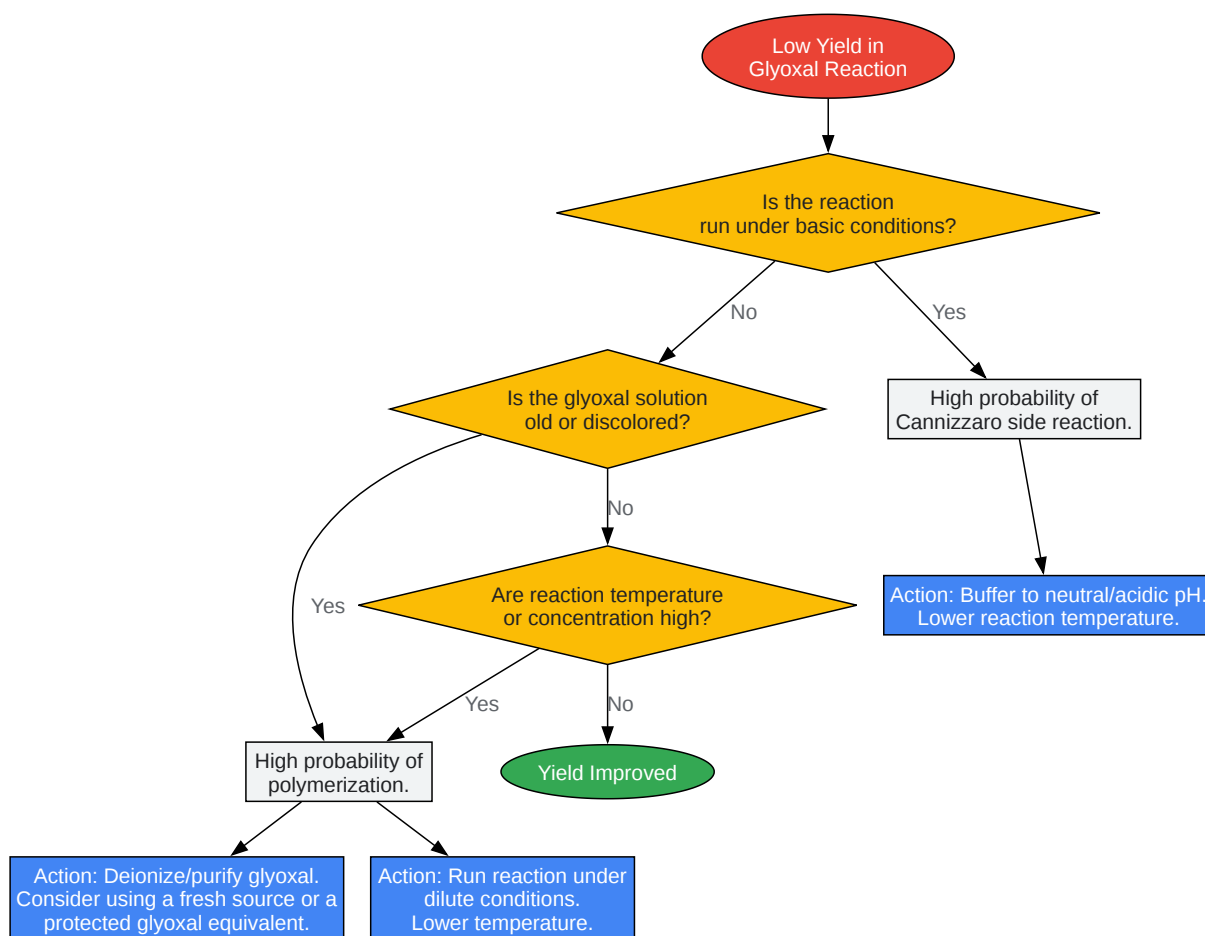 Low Yield in
Glyoxal Reaction
Is the reaction
run under basic conditions?
No
Yes
Is the glyoxal solution
old or discolored?
High probability of
Cannizzaro side reaction.
No
Yes
Are reaction temperature
or concentration high?
Action: Buffer to neutral/acidic pH.
Lower reaction temperature.
Yes
No
High probability of
polymerization.
Yield Improved
Action: Deionize/purify glyoxal.
Consider using a fresh source or a
protected glyoxal equivalent.
Action: Run reaction under
dilute conditions.
Lower temperature.